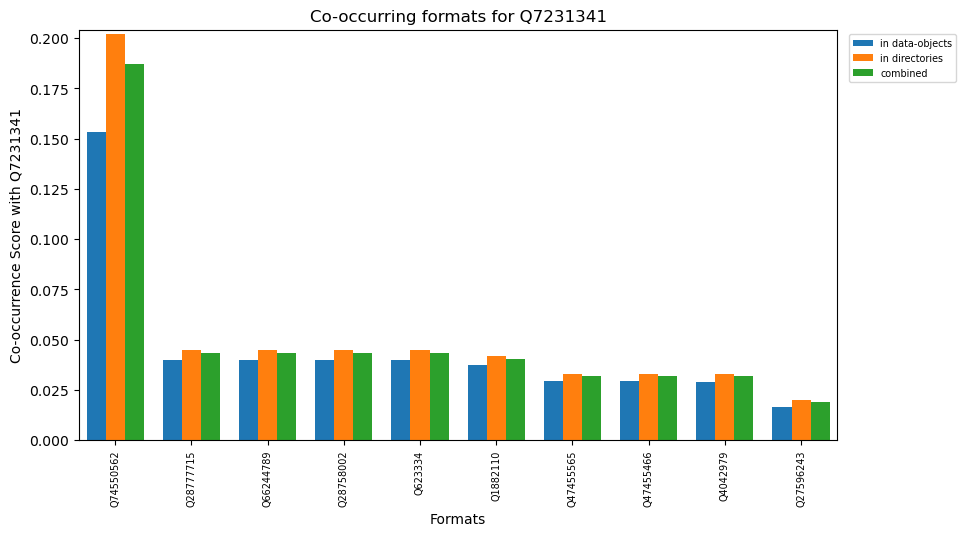 Co-occurring formats for Q7231341
in data-objects
in directories
combined
Co-occurrence Score with Q7231341
0.200
0.175
0.150
0.125
0.100
0.075
0.050
0.025
0.000
Q74550562
Q28777715
Q66244789
Q28758002
Q623334
Q1882110
Q47455565
Q47455466
Q4042979
Q27596243
Formats